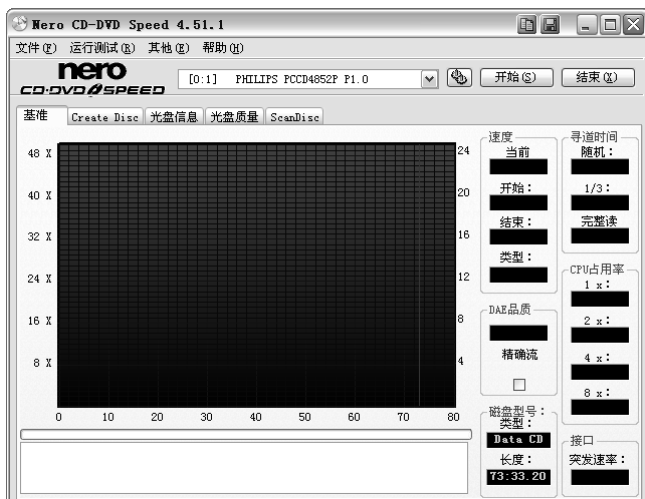 Nero CD-DVD Speed 4.51.1
文件(F) 运行测试(R) 其他(E) 帮助(H)
nero
CD·DVD SPEED
[0:1] PHILIPS PCCD4852P P1.0
开始(S)
结束(X)
基准
Create Disc
光盘信息
光盘质量
ScanDisc
48 X
40 X
32 X
24 X
16 X
8 X
24
20
16
12
8
4
0 10 20 30 40 50 60 70 80
速度
当前
开始：
结束：
类型：
DAE品质
精确流
磁盘型号：
类型：
Data CD
长度：
73:33.20
寻道时间
随机：
1/3：
完整读
CPU占用率
1 x：
2 x：
4 x：
8 x：
接口
突发速率：